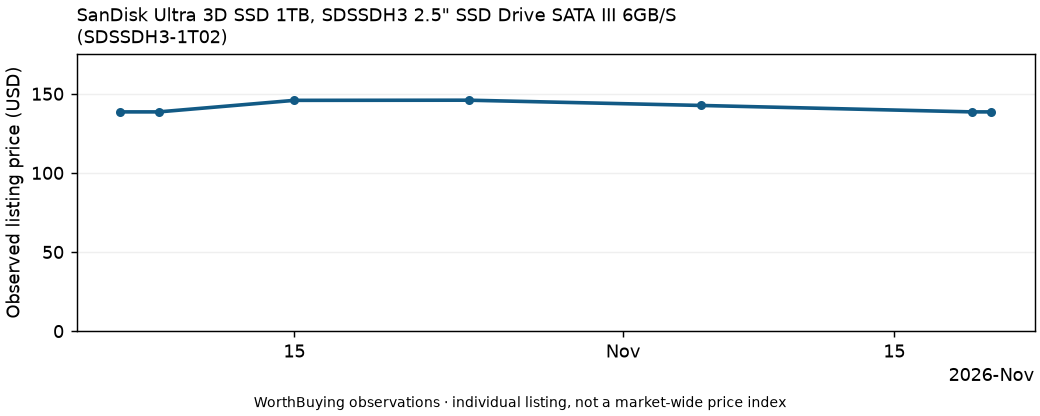 SanDisk Ultra 3D SSD 1TB, SDSSDH3 2.5" SSD Drive SATA III 6GB/S
(SDSSDH3-1T02)
Observed listing price (USD)
150
100
50
0
15
Nov
15
2026-Nov
WorthBuying observations · individual listing, not a market-wide price index